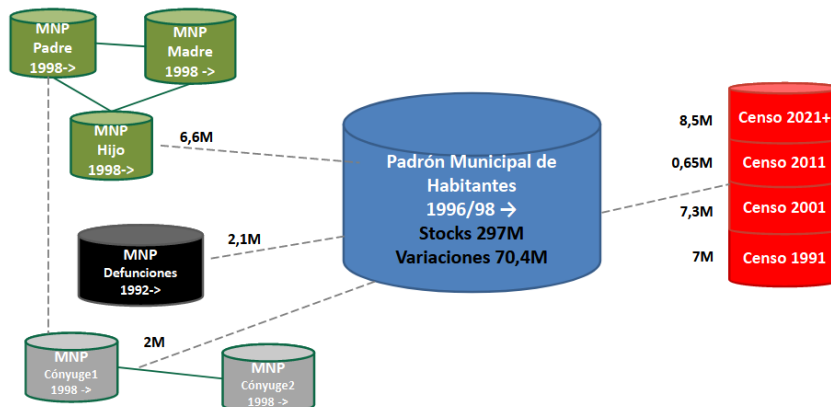 MNP
Padre
1998->
MNP
Madre
1998 ->
MNP
Hijo
1998->
6,6M
Padrón Municipal de
Habitantes
1996/98 →
Stocks 297M
Variaciones 70,4M
8,5M
Censo 2021+
0,65M
Censo 2011
7,3M
Censo 2001
7M
Censo 1991
MNP
Defunciones
1992->
2,1M
MNP
Cónyuge1
1998 ->
2M
MNP
Cónyuge2
1998 ->